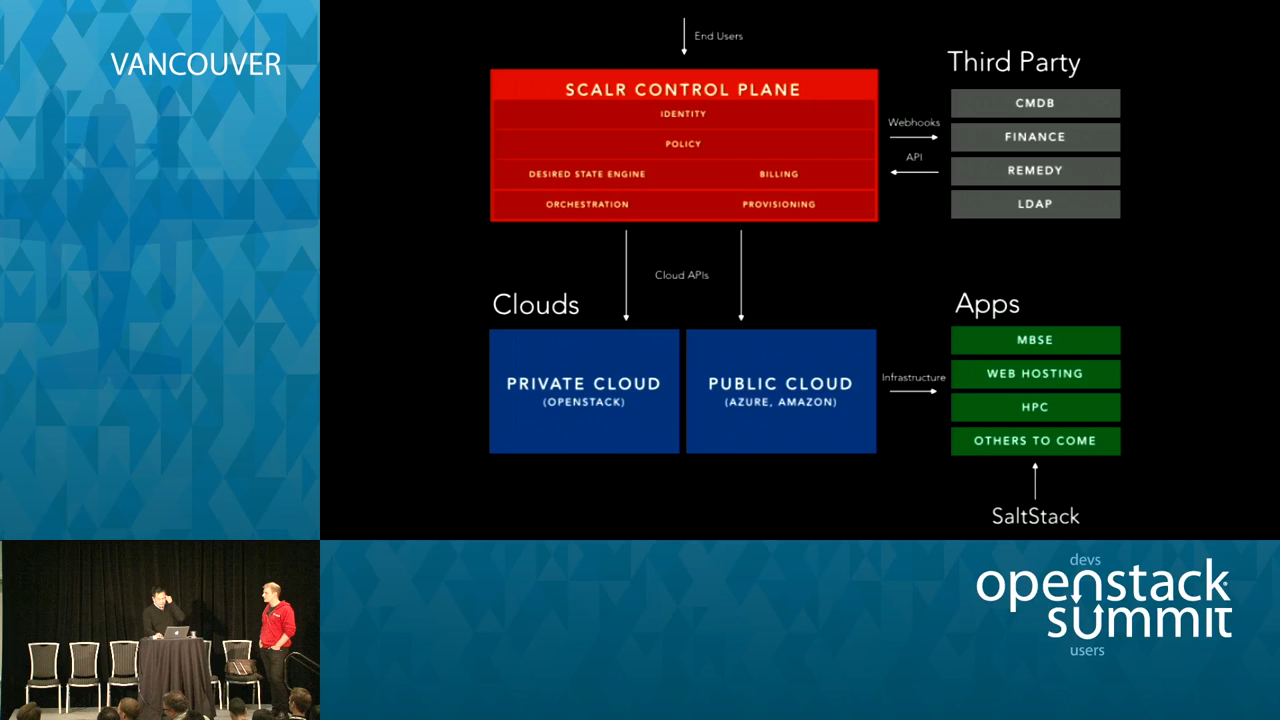 VANCOUVER
End Users
SCALR CONTROL PLANE
IDENTITY
POLICY
DESIRED STATE ENGINE
BILLING
ORCHESTRATION
PROVISIONING
Webhooks
API
Third Party
CMDB
FINANCE
REMEDY
LDAP
Cloud APIs
Clouds
PRIVATE CLOUD
(OPENSTACK)
PUBLIC CLOUD
(AZURE, AMAZON)
Infrastructure
Apps
MBSE
WEB HOSTING
HPC
OTHERS TO COME
SaltStack
devs
openstack
summit
users